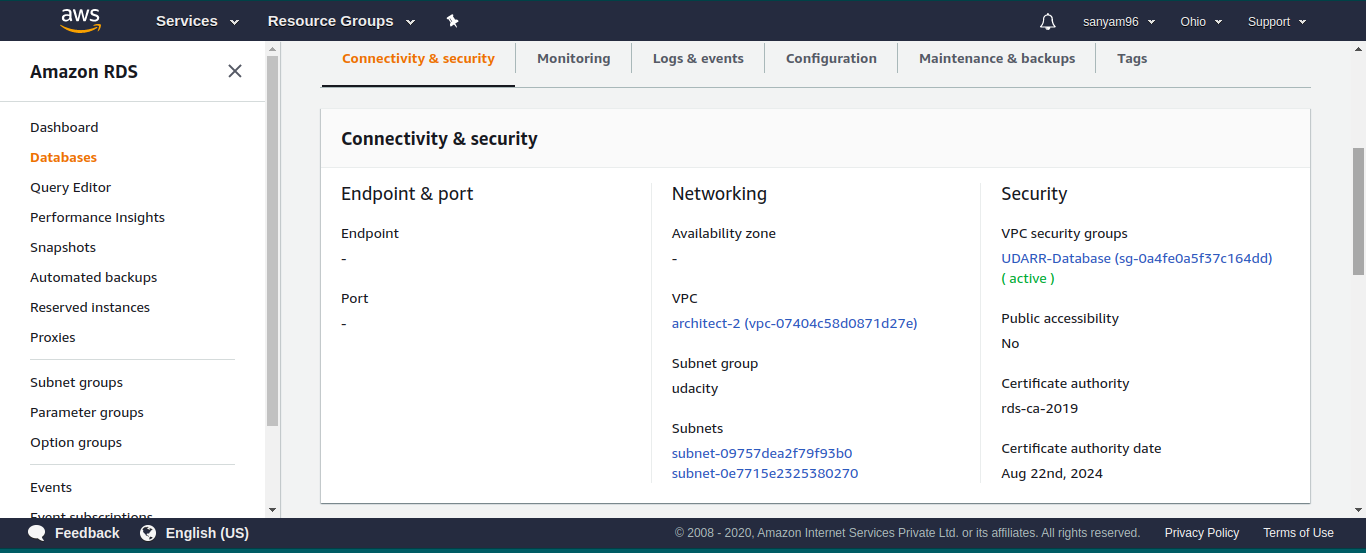 aws Services Resource Groups sanyam96 Ohio Support
Amazon RDS
Dashboard
Databases
Query Editor
Performance Insights
Snapshots
Automated backups
Reserved instances
Proxies
Subnet groups
Parameter groups
Option groups
Events
Event subscriptions
Connectivity & security Monitoring Logs & events Configuration Maintenance & backups Tags
Connectivity & security
Endpoint & port
Endpoint
-
Port
-
Networking
Availability zone
-
VPC
architect-2 (vpc-07404c58d0871d27e)
Subnet group
udacity
Subnets
subnet-09757dea2f79f93b0
subnet-0e7715e2325380270
Security
VPC security groups
UDARR-Database (sg-0a4fe0a5f37c164dd)
( active )
Public accessibility
No
Certificate authority
rds-ca-2019
Certificate authority date
Aug 22nd, 2024
Feedback English (US) © 2008 - 2020, Amazon Internet Services Private Ltd. or its affiliates. All rights reserved. Privacy Policy Terms of Use